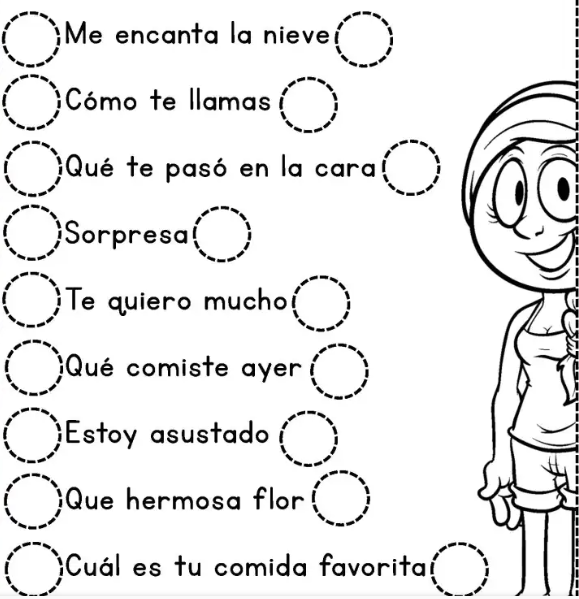 Me encanta la nieve
Cómo te llamas
Qué te pasó en la cara
Sorpresa
Te quiero mucho
Qué comiste ayer
Estoy asustado
Que hermosa flor
Cuál es tu comida favorita